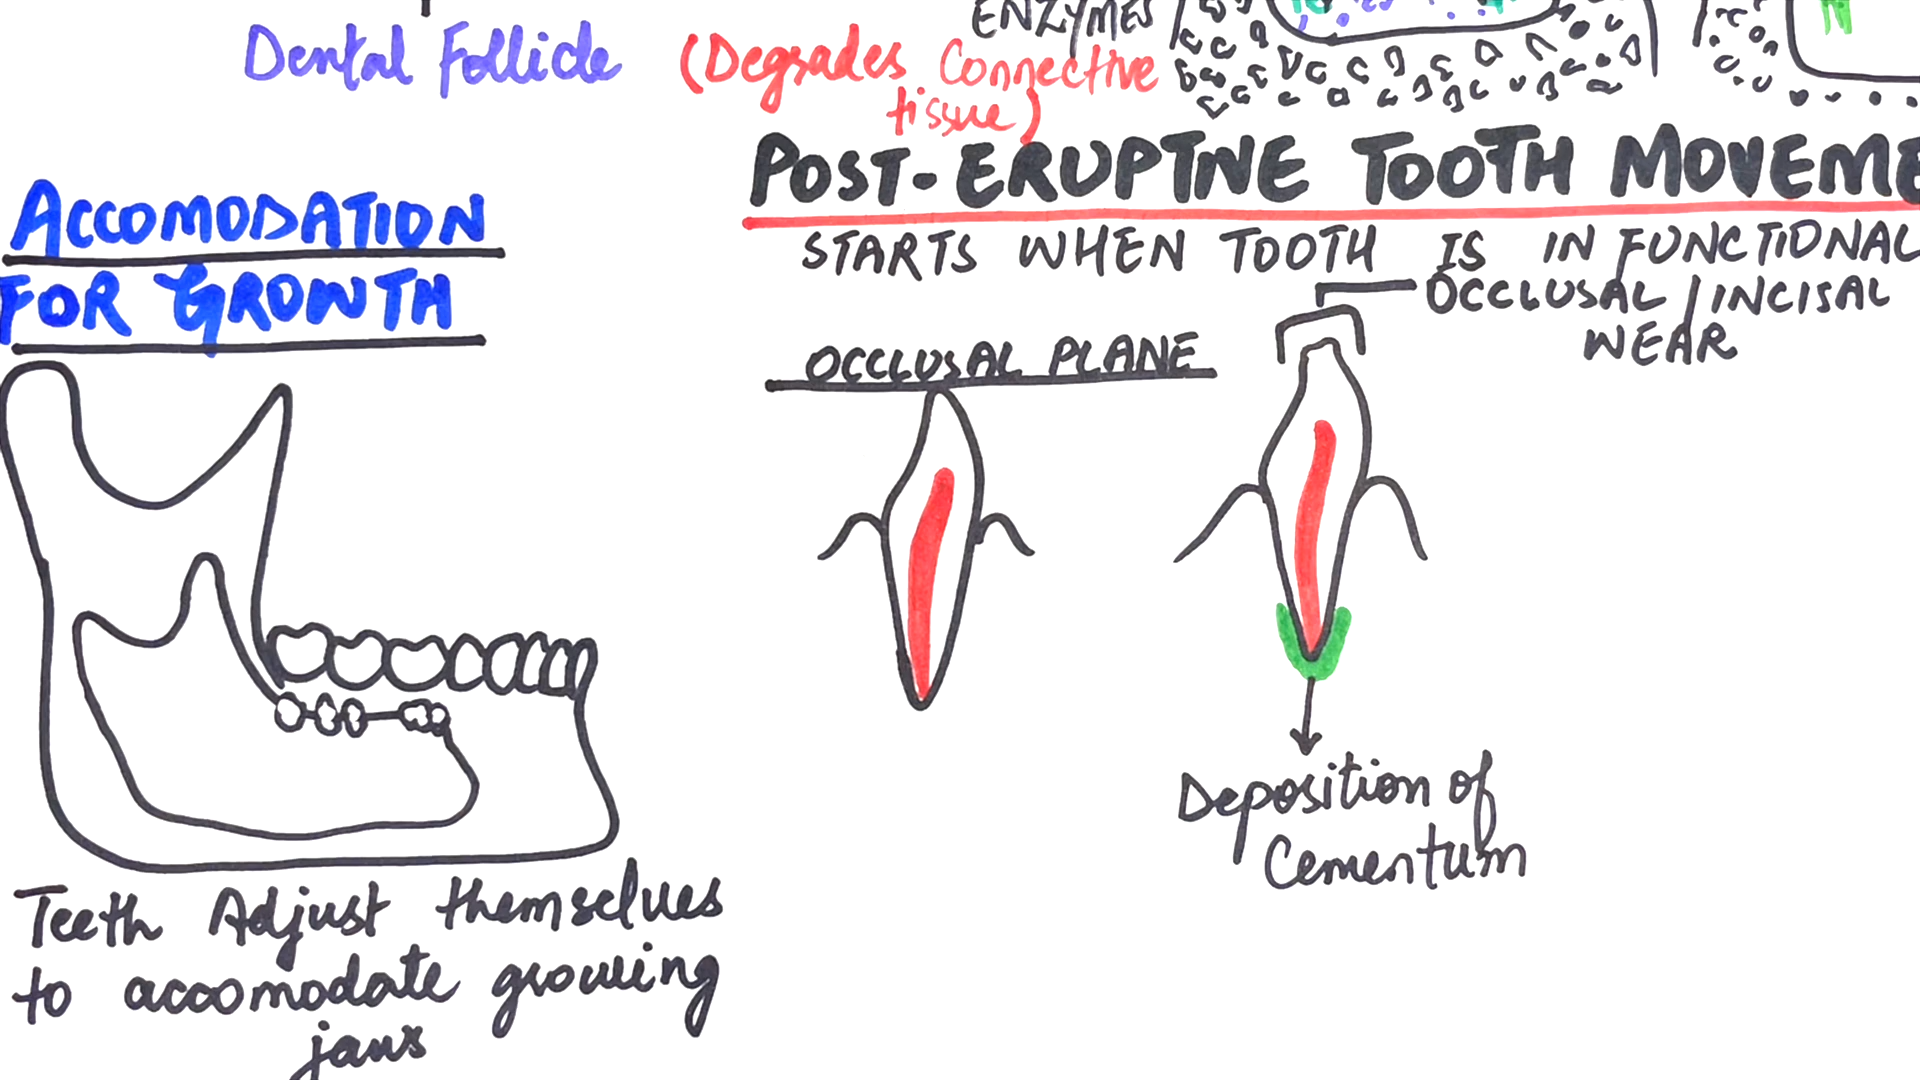 ENZYMES
Dental Follicle
(Degrades Connective
tissue)
POST-ERUPTIVE TOOTH MOVEME
STARTS WHEN TOOTH IS IN FUNCTIONAL
ACCOMODATION
FOR GROWTH
OCCLUSAL PLANE
OCCLUSAL/INCISAL
WEAR
Deposition of
Cementum
Teeth Adjust themselves
to accomodate growing
jaws